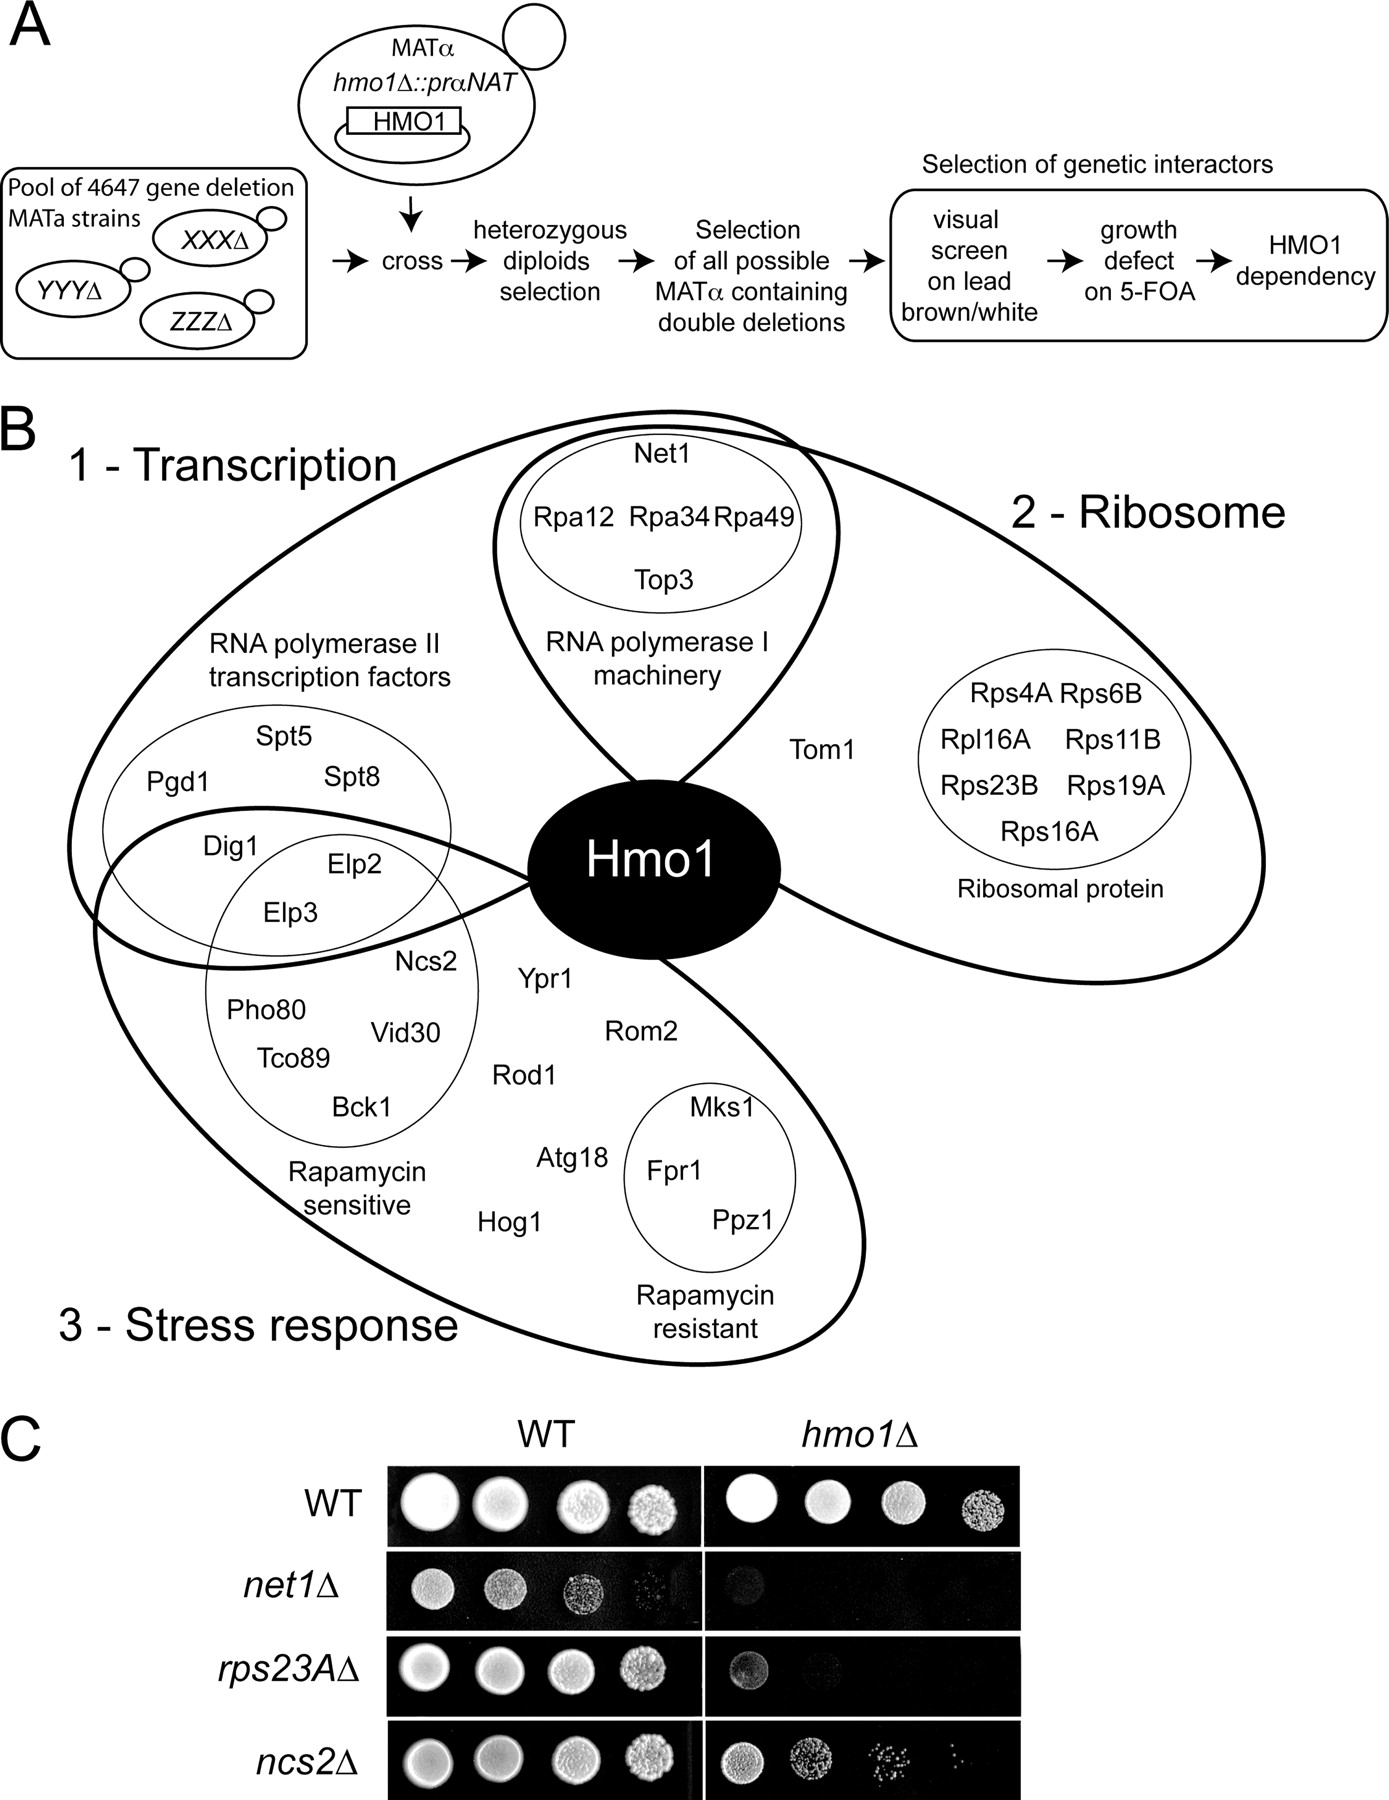 A
MATα
hmo1Δ::prαNAT
HMO1
Pool of 4647 gene deletion
MATa strains
XXXΔ
YYYΔ
ZZZΔ
cross
heterozygous
diploids
selection
Selection
of all possible
MATα containing
double deletions
Selection of genetic interactors
visual
screen
on lead
brown/white
growth
defect
on 5-FOA
HMO1
dependency
B
1 - Transcription
2 - Ribosome
Net1
Rpa12 Rpa34 Rpa49
Top3
RNA polymerase I
machinery
RNA polymerase II
transcription factors
Spt5
Pgd1 Spt8
Dig1
Elp2
Elp3
Hmo1
Tom1
Rps4A Rps6B
Rpl16A Rps11B
Rps23B Rps19A
Rps16A
Ribosomal protein
Ncs2
Pho80
Vid30
Tco89
Bck1
Rapamycin
sensitive
Ypr1
Rom2
Rod1
Atg18
Hog1
Mks1
Fpr1
Ppz1
Rapamycin
resistant
3 - Stress response
C
WT hmo1Δ
WT
net1Δ
rps23AΔ
ncs2Δ